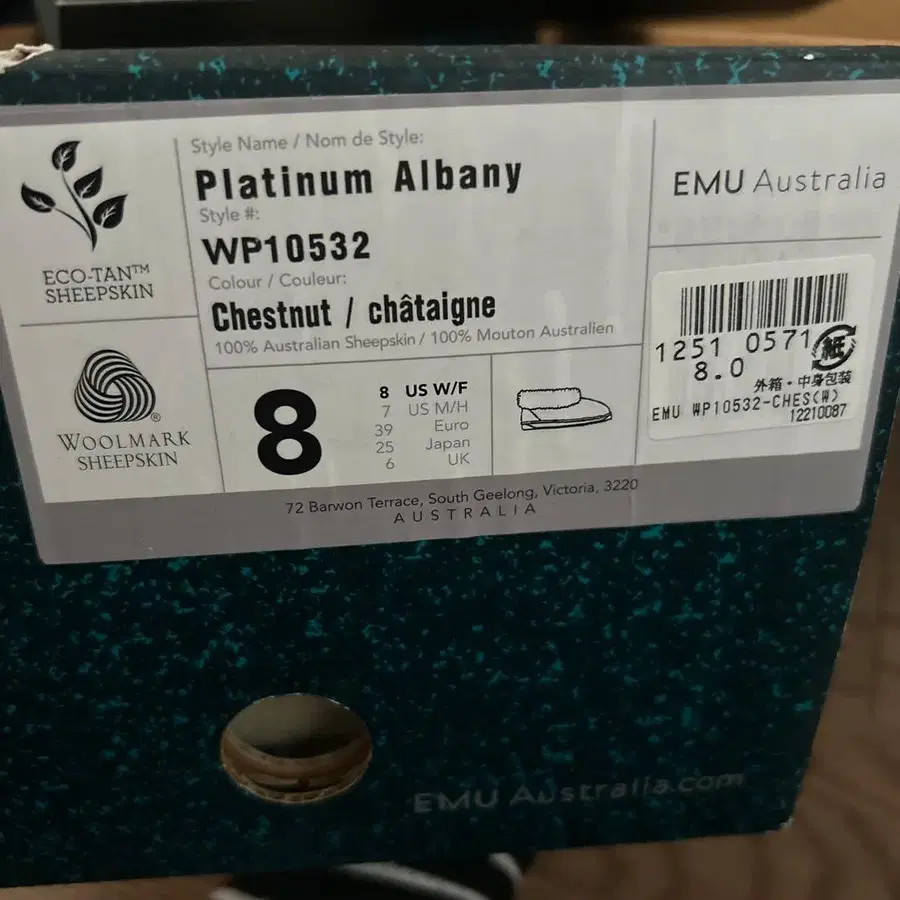 ECO-TAN™
SHEEPSKIN
WOOLMARK
®
SHEEPSKIN
Style Name / Nom de Style:
Platinum Albany
Style #:
WP10532
Colour / Couleur:
Chestnut / châtaigne
100% Australian Sheepskin / 100% Mouton Australien
8
8 US W/F
7 US M/H
39 Euro
25 Japan
6 UK
EMU Australia
1251 0571
8.0
紙
外箱・中身包装
EMU WP10532-CHES(W)
12210087
72 Barwon Terrace, South Geelong, Victoria, 3220
AUSTRALIA
EMU Australia.com